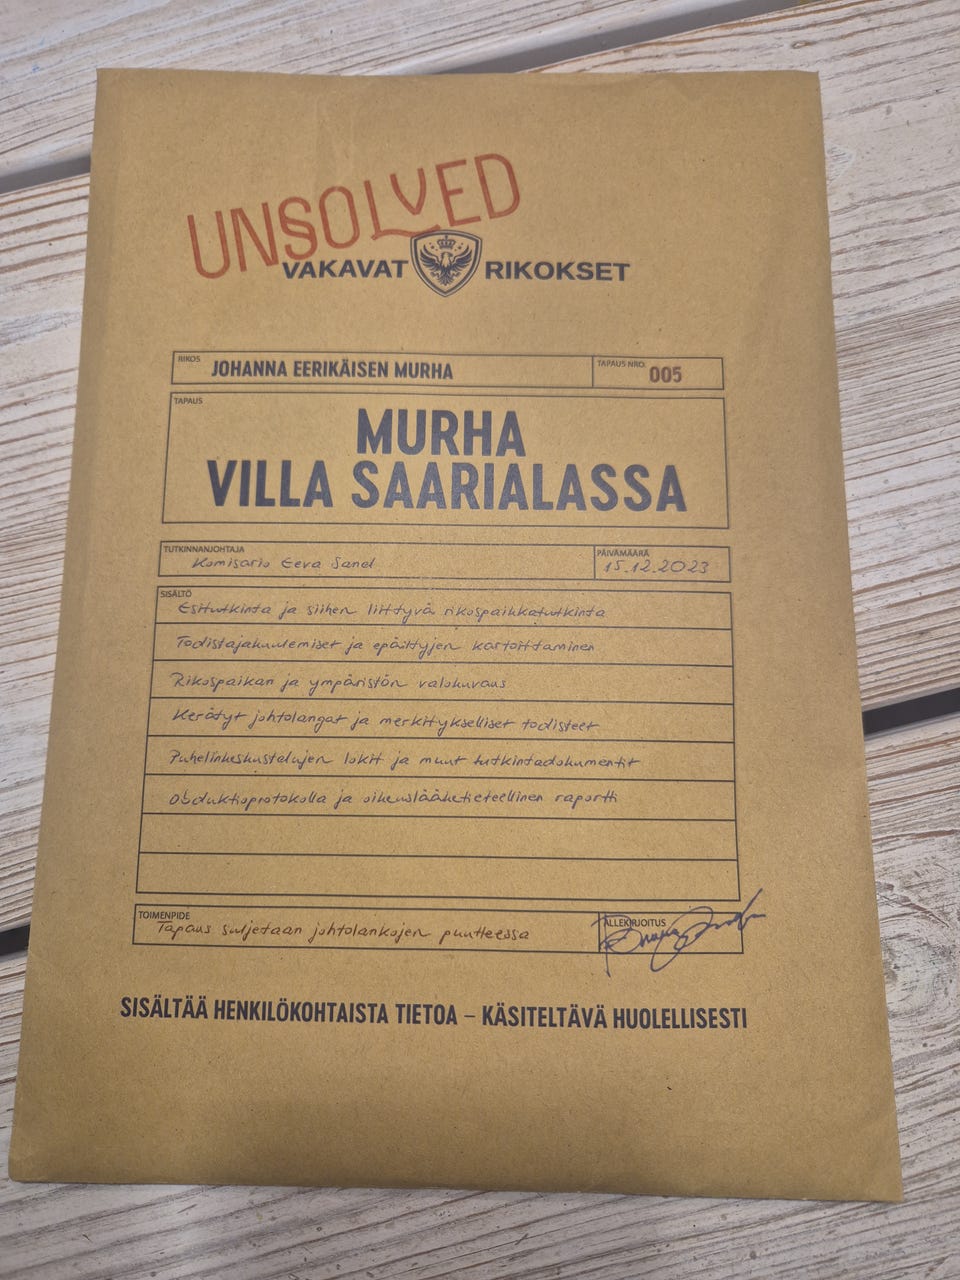 UNSOLVED
VAKAVAT RIKOKSET
RIKOS
JOHANNA EERIKÄISEN MURHA
TAPAUS NRO:
005
TAPAUS
MURHA
VILLA SAARIALASSA
TUTKINNANJOHTAJA
Komisario Eeva Sanel
PÄIVÄMÄÄRÄ
15.12.2023
SISÄLTÖ
Esitutkinta ja siihen liittyvä rikospaikkatutkinta
Todistajakuulemiset ja epäiltyjen kartoittaminen
Rikospaikan ja ympäristön valokuvaus
Kerätyt johtolangat ja merkitykselliset todisteet
Puhelinkeskustelujen lokit ja muut tutkintadokumentit
Obduktioprotokolla ja oikeuslääketieteellinen raportti
TOIMENPIDE
Tapaus suljetaan johtolankojen puutteessa
ALLEKIRJOITUS
SISÄLTÄÄ HENKILÖKOHTAISTA TIETOA – KÄSITELTÄVÄ HUOLELLISESTI